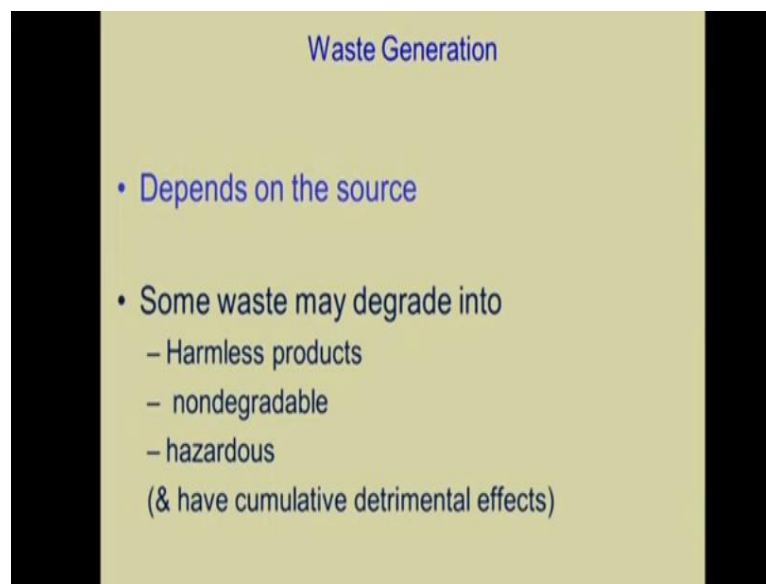 Waste Generation
• Depends on the source
• Some waste may degrade into
– Harmless products
– nondegradable
– hazardous
(& have cumulative detrimental effects)